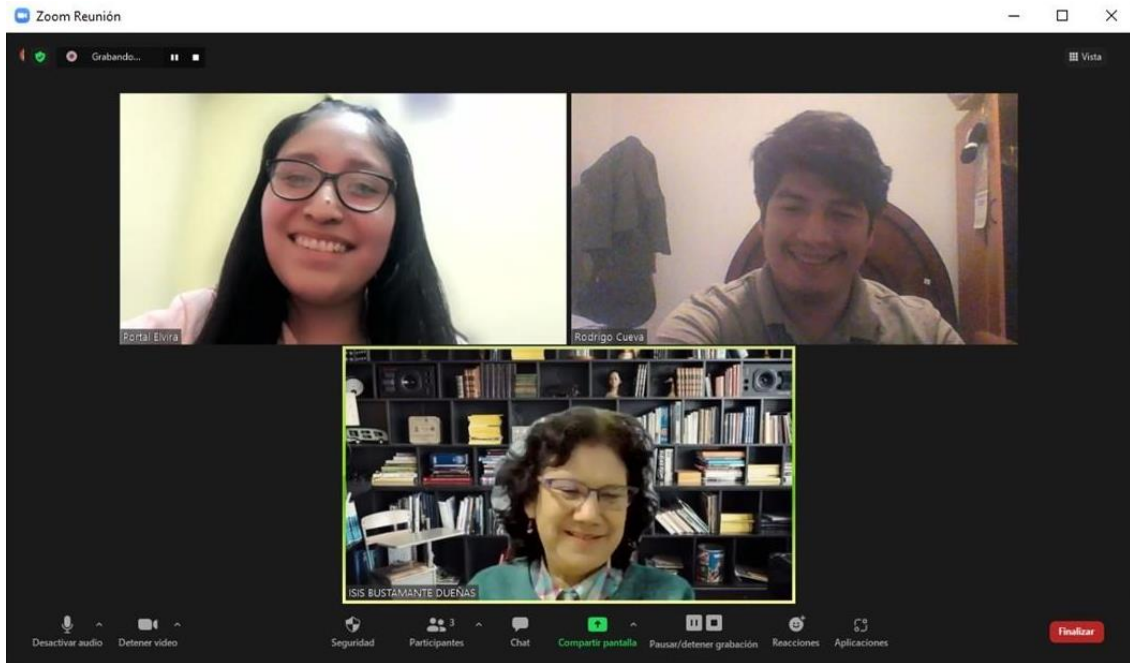 Zoom Reunión
Grabando...
Vista
Portal Elvira
Rodrigo Cueva
ISIS BUSTAMANTE DUEÑAS
3
Desactivar audio
Detener video
Seguridad
Participantes
Chat
Compartir pantalla
Pausar/detener grabación
Reacciones
Aplicaciones
Finalizar